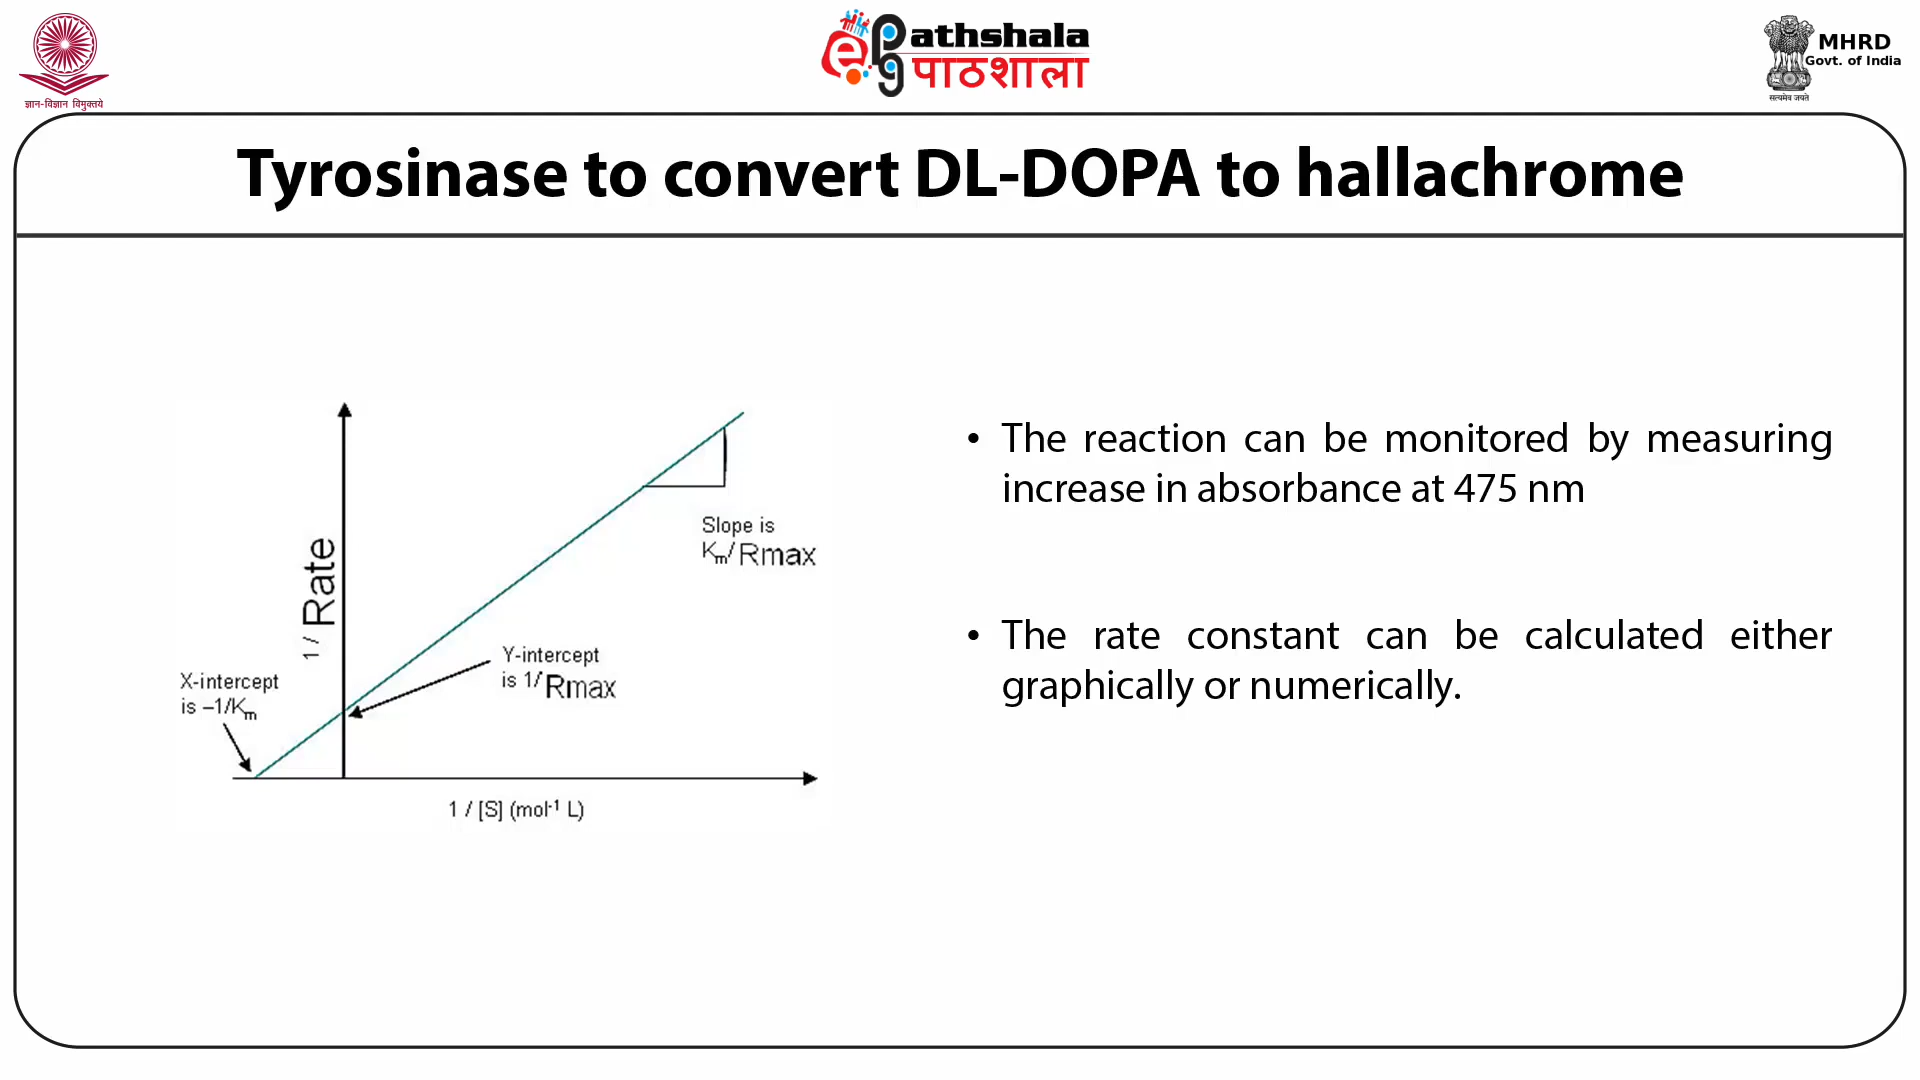 ज्ञान-विज्ञान विमुक्तये
ePathshala
पाठशाला
MHRD
Govt. of India
सत्यमेव जयते
Tyrosinase to convert DL-DOPA to hallachrome
1 / Rate
X-intercept
is –1/Km
Y-intercept
is 1/ Rmax
Slope is
Km/ Rmax
1 / [S] (mol⁻¹ L)
• The reaction can be monitored by measuring
increase in absorbance at 475 nm
• The rate constant can be calculated either
graphically or numerically.